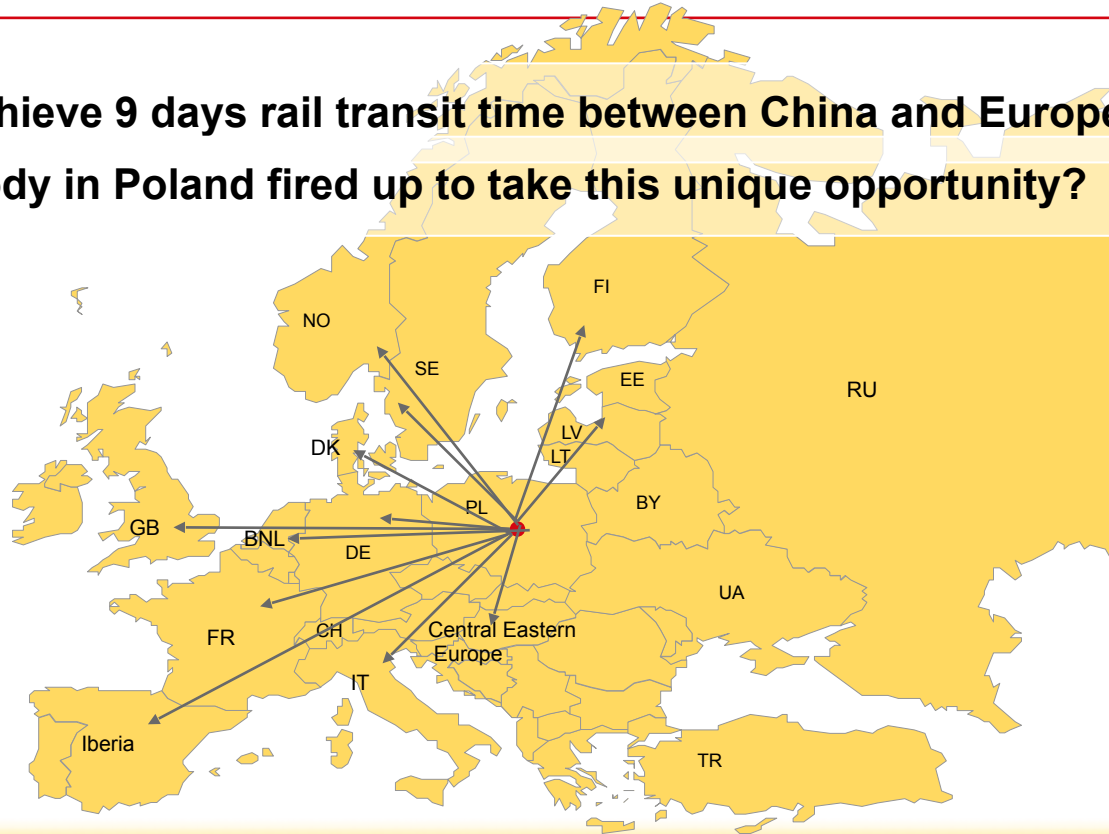 hieve 9 days rail transit time between China and Europe
dy in Poland fired up to take this unique opportunity?
FI
NO
SE
EE
RU
LV
DK
LT
PL
BY
GB
BNL
DE
UA
CH
Central Eastern
Europe
FR
IT
Iberia
TR